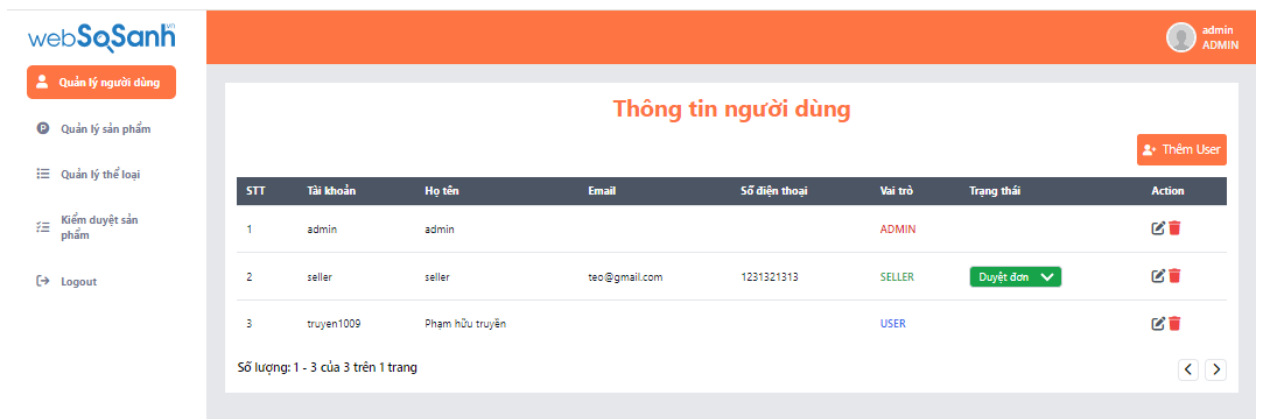 webSoSanh.vn
admin
ADMIN
Quản lý người dùng
Quản lý sản phẩm
Quản lý thể loại
Kiểm duyệt sản
phẩm
Logout
Thông tin người dùng
Thêm User
STT Tài khoản Họ tên Email Số điện thoại Vai trò Trạng thái Action
1 admin admin ADMIN
2 seller seller teo@gmail.com 1231321313 SELLER Duyệt đơn
3 truyen1009 Phạm hữu truyền USER
Số lượng: 1 - 3 của 3 trên 1 trang